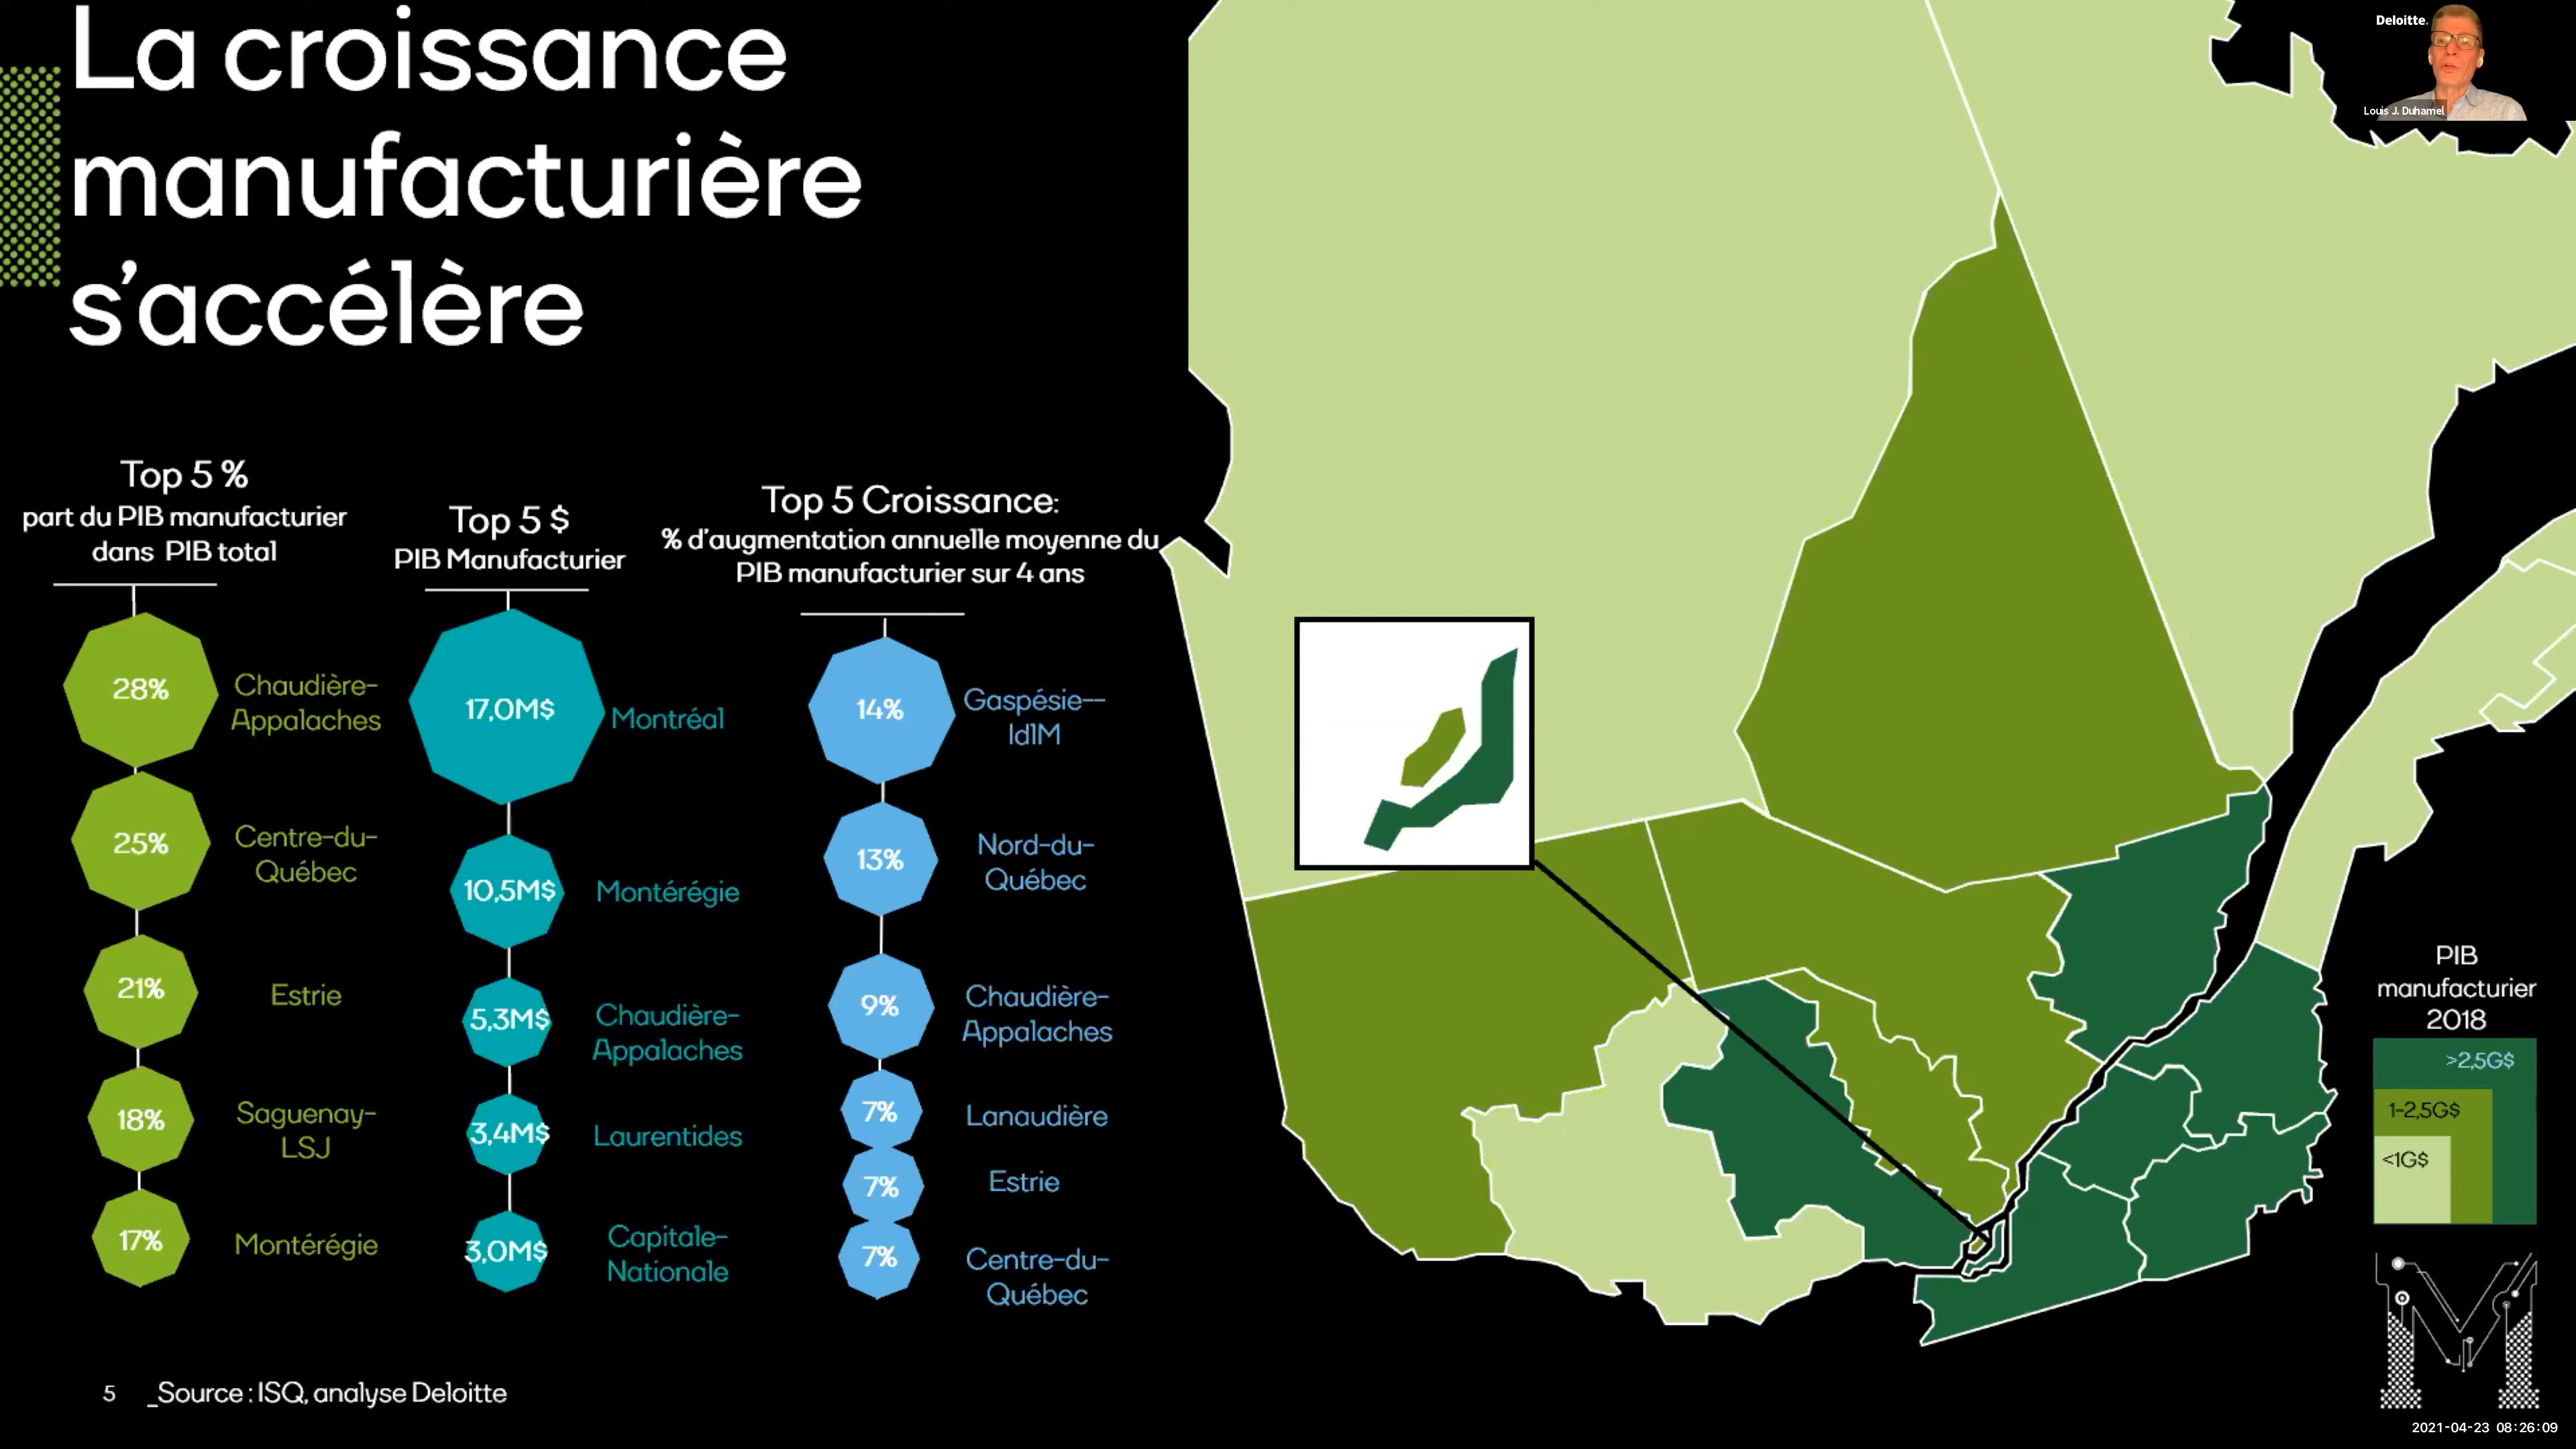 La croissance
manufacturière
s’accélère
Deloitte.
Louis J. Duhamel
Top 5 %
part du PIB manufacturier
dans PIB total
28%
Chaudière-
Appalaches
25%
Centre-du-
Québec
21%
Estrie
18%
Saguenay-
LSJ
17%
Montérégie
Top 5 $
PIB Manufacturier
17,0M$
Montréal
10,5M$
Montérégie
5,3M$
Chaudière-
Appalaches
3,4M$
Laurentides
3,0M$
Capitale-
Nationale
Top 5 Croissance:
% d’augmentation annuelle moyenne du
PIB manufacturier sur 4 ans
14%
Gaspésie--
IdlM
13%
Nord-du-
Québec
9%
Chaudière-
Appalaches
7%
Lanaudière
7%
Estrie
7%
Centre-du-
Québec
PIB
manufacturier
2018
>2,5G$
1-2,5G$
<1G$
M
5 _Source : ISQ, analyse Deloitte
2021-04-23 08:26:09